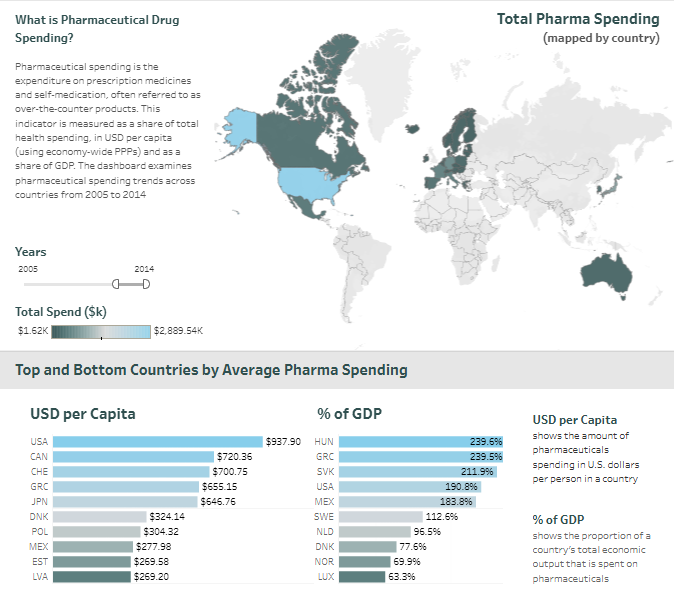 What is Pharmaceutical Drug
Spending?
Pharmaceutical spending is the
expenditure on prescription medicines
and self-medication, often referred to as
over-the-counter products. This
indicator is measured as a share of total
health spending, in USD per capita
(using economy-wide PPPs) and as a
share of GDP. The dashboard examines
pharmaceutical spending trends across
countries from 2005 to 2014
Total Pharma Spending
(mapped by country)
Years
2005 2014
Total Spend ($k)
$1.62K $2,889.54K
Top and Bottom Countries by Average Pharma Spending
USD per Capita
USA $937.90
CAN $720.36
CHE $700.75
GRC $655.15
JPN $646.76
DNK $324.14
POL $304.32
MEX $277.98
EST $269.58
LVA $269.20
% of GDP
HUN 239.6%
GRC 239.5%
SVK 211.9%
USA 190.8%
MEX 183.8%
SWE 112.6%
NLD 96.5%
DNK 77.6%
NOR 69.9%
LUX 63.3%
USD per Capita
shows the amount of
pharmaceuticals
spending in U.S. dollars
per person in a country
% of GDP
shows the proportion of a
country's total economic
output that is spent on
pharmaceuticals